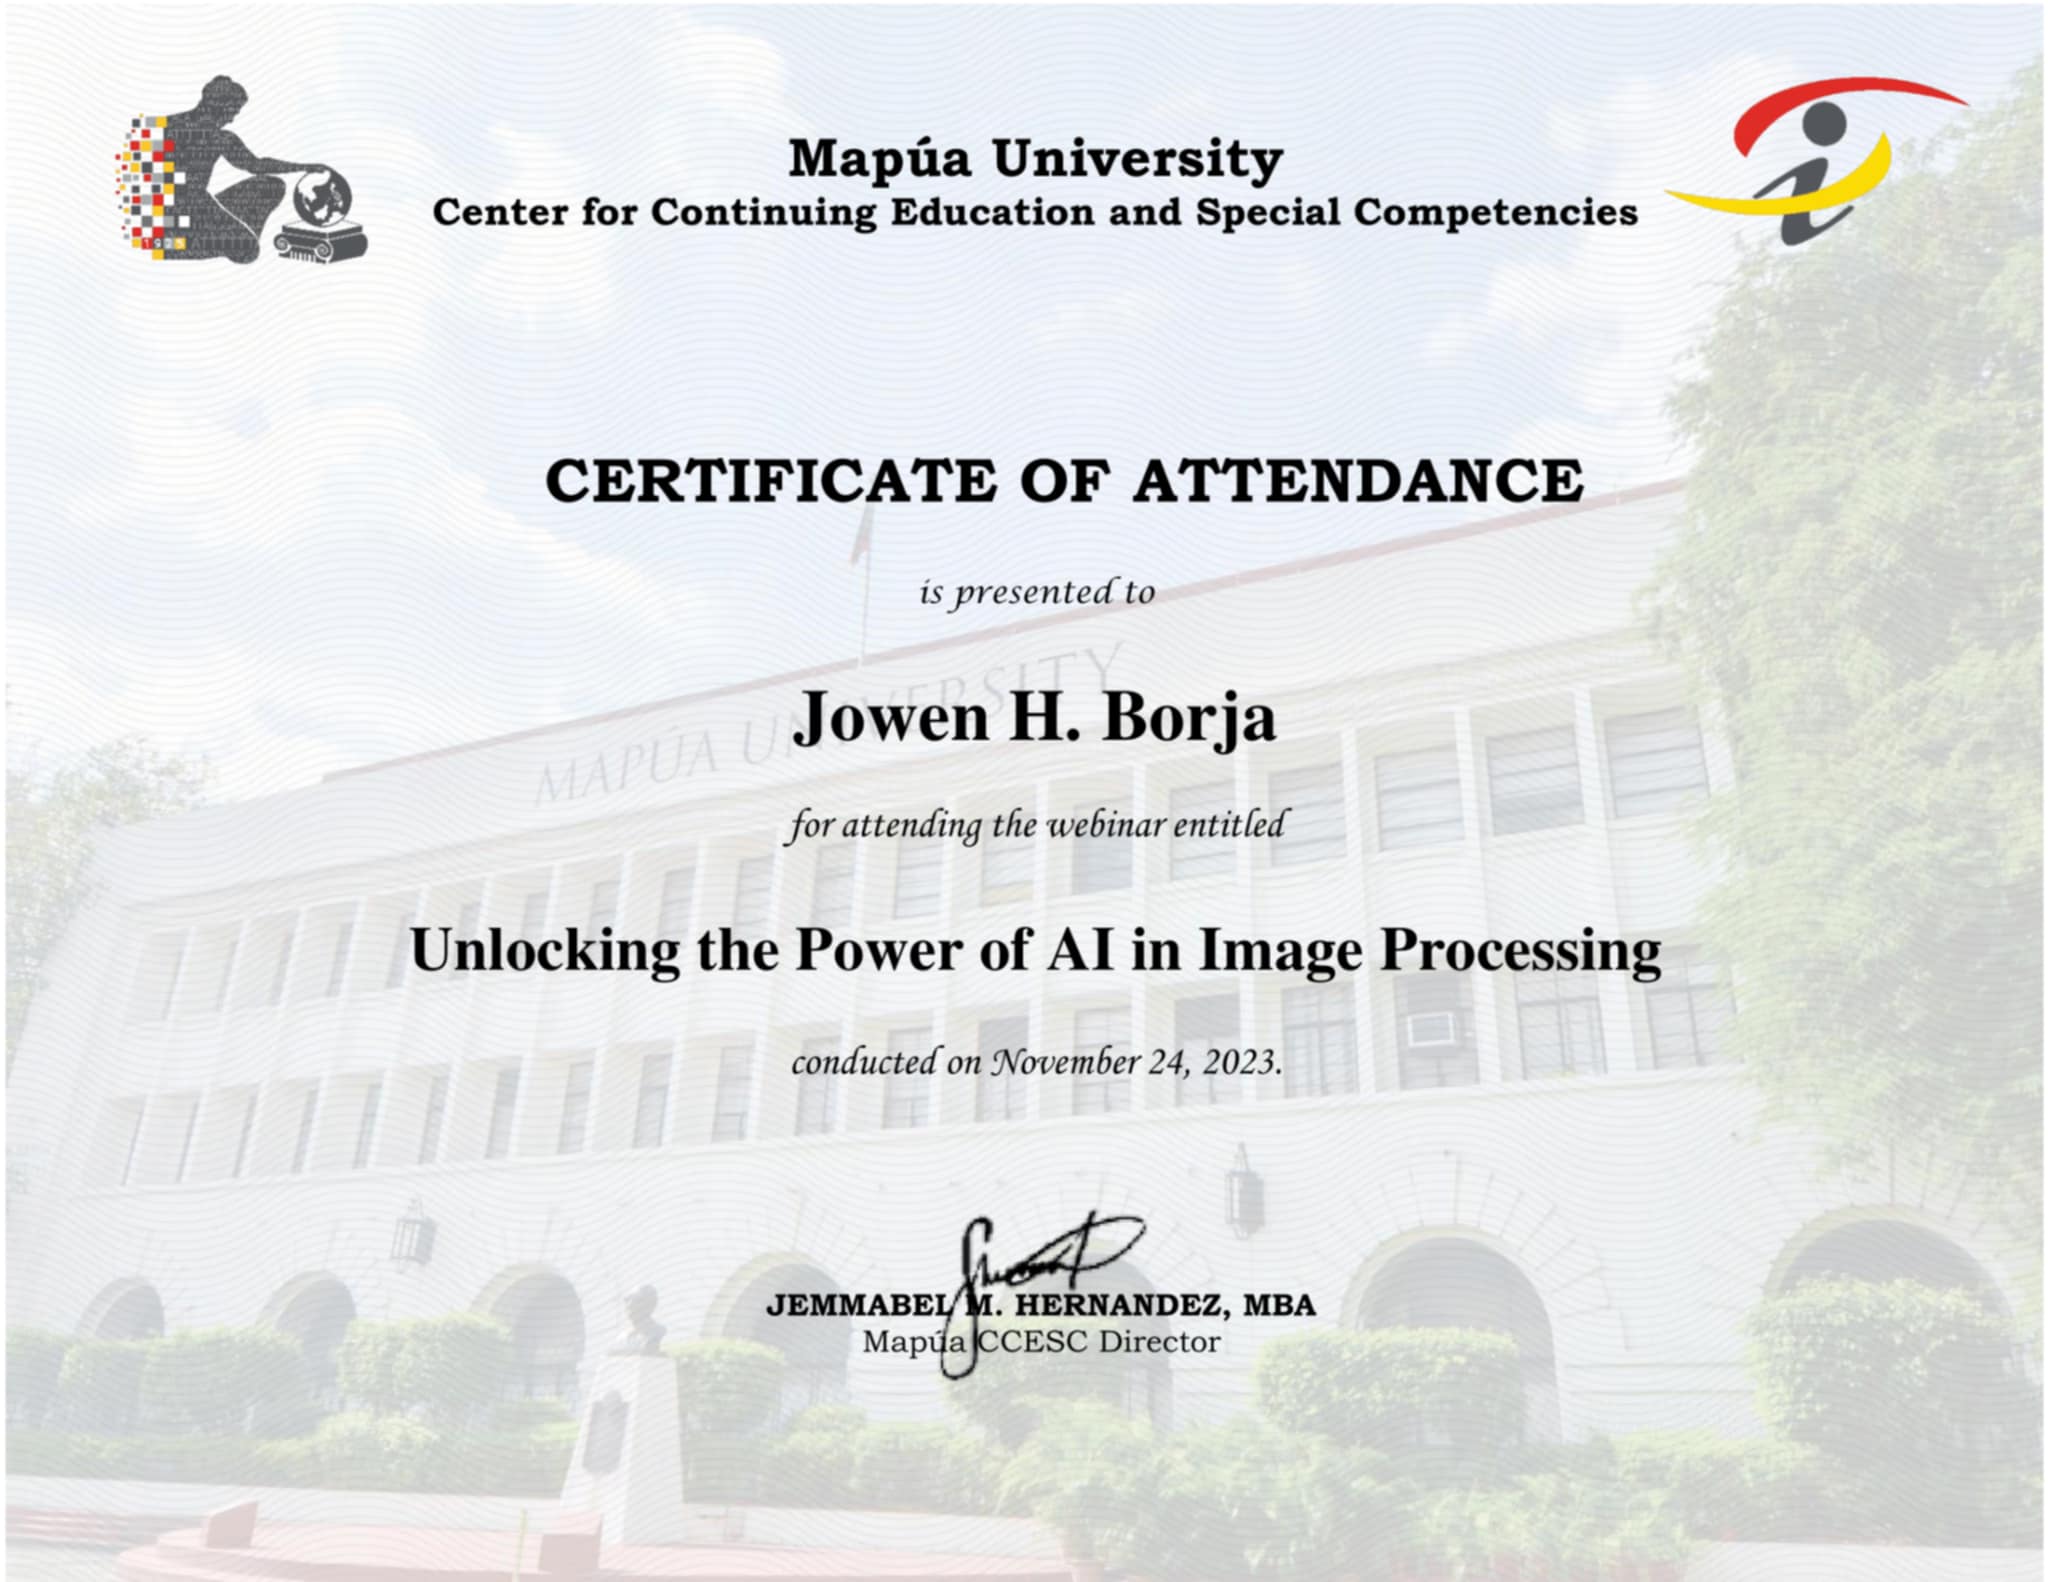 Mapúa University
Center for Continuing Education and Special Competencies
1925
CERTIFICATE OF ATTENDANCE
is presented to
MAPÚA UNIVERSITY
Jowen H. Borja
for attending the webinar entitled
Unlocking the Power of AI in Image Processing
conducted on November 24, 2023.
JEMMABEL M. HERNANDEZ, MBA
Mapúa CCESC Director